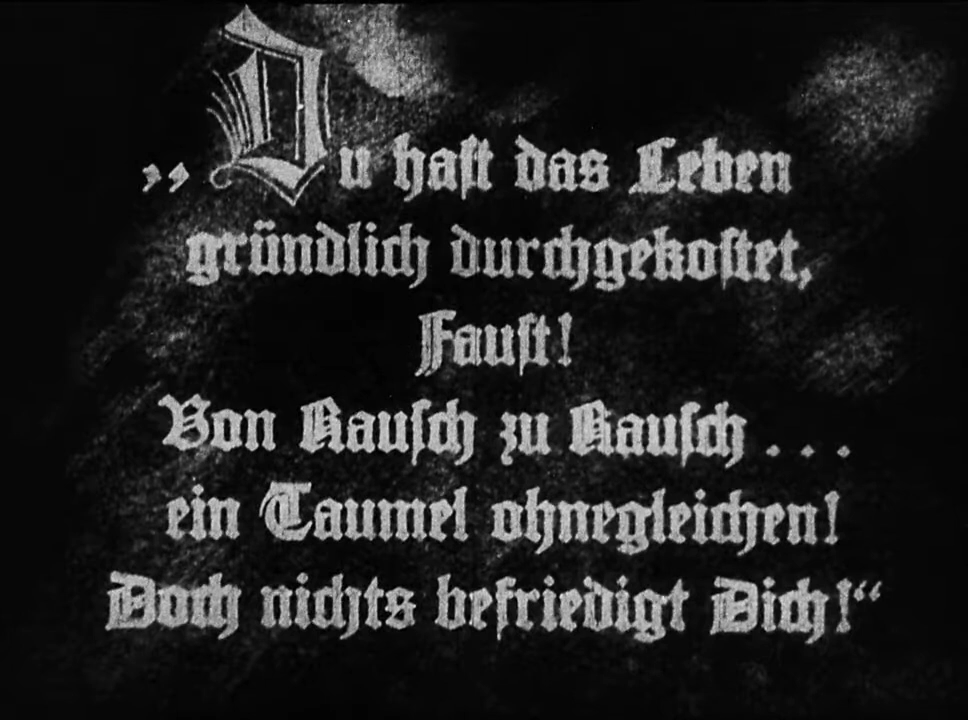 „Du hast das Leben
gründlich durchgekostet,
Faust!
Von Rausch zu Rausch . . .
ein Taumel ohnegleichen!
Doch nichts befriedigt Dich!“